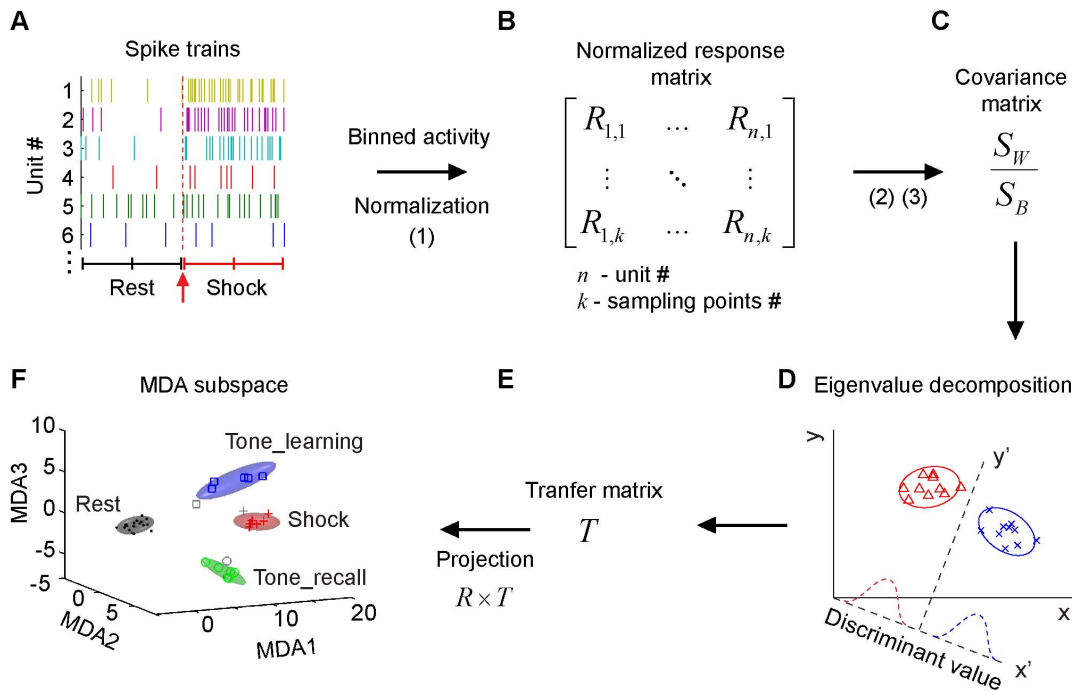 A
Spike trains
Unit #
1
2
3
4
5
6
⋮
Rest
Shock
Binned activity
Normalization
(1)
B
Normalized response
matrix
R1,1 … Rn,1
⋮ ⋱ ⋮
R1,k … Rn,k
n - unit #
k - sampling points #
(2) (3)
C
Covariance
matrix
SW
SB
D
Eigenvalue decomposition
y
y’
x
x’
Discriminant value
E
Tranfer matrix
T
Projection
R × T
F
MDA subspace
MDA3
10
5
0
-5
-5
0
5
MDA2
0
10
20
MDA1
Tone_learning
Rest
Shock
Tone_recall